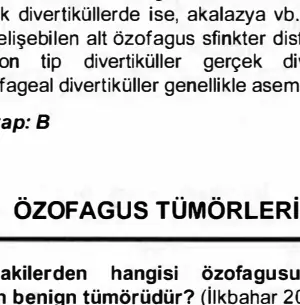 k divertiküllerde ise, akalazya vb.
elişebilen alt özofagus sfinkter dist
on tip divertiküller gerçek di
fageal divertiküller genellikle asem
ap: B
ÖZOFAGUS TÜMÖRLERİ
akilerden hangisi özofagusu
n benign tümörüdür? (İlkbahar 20